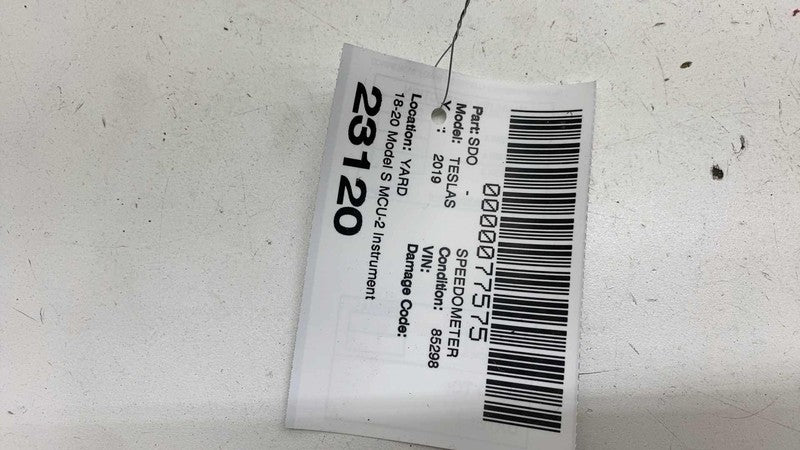 0000077575
Part: SDO - SPEEDOMETER
Model: TESLAS Condition: 85298
Y : 2019 VIN:
Location: YARD Damage Code:
18-20 Model S MCU-2 Instrument
23120